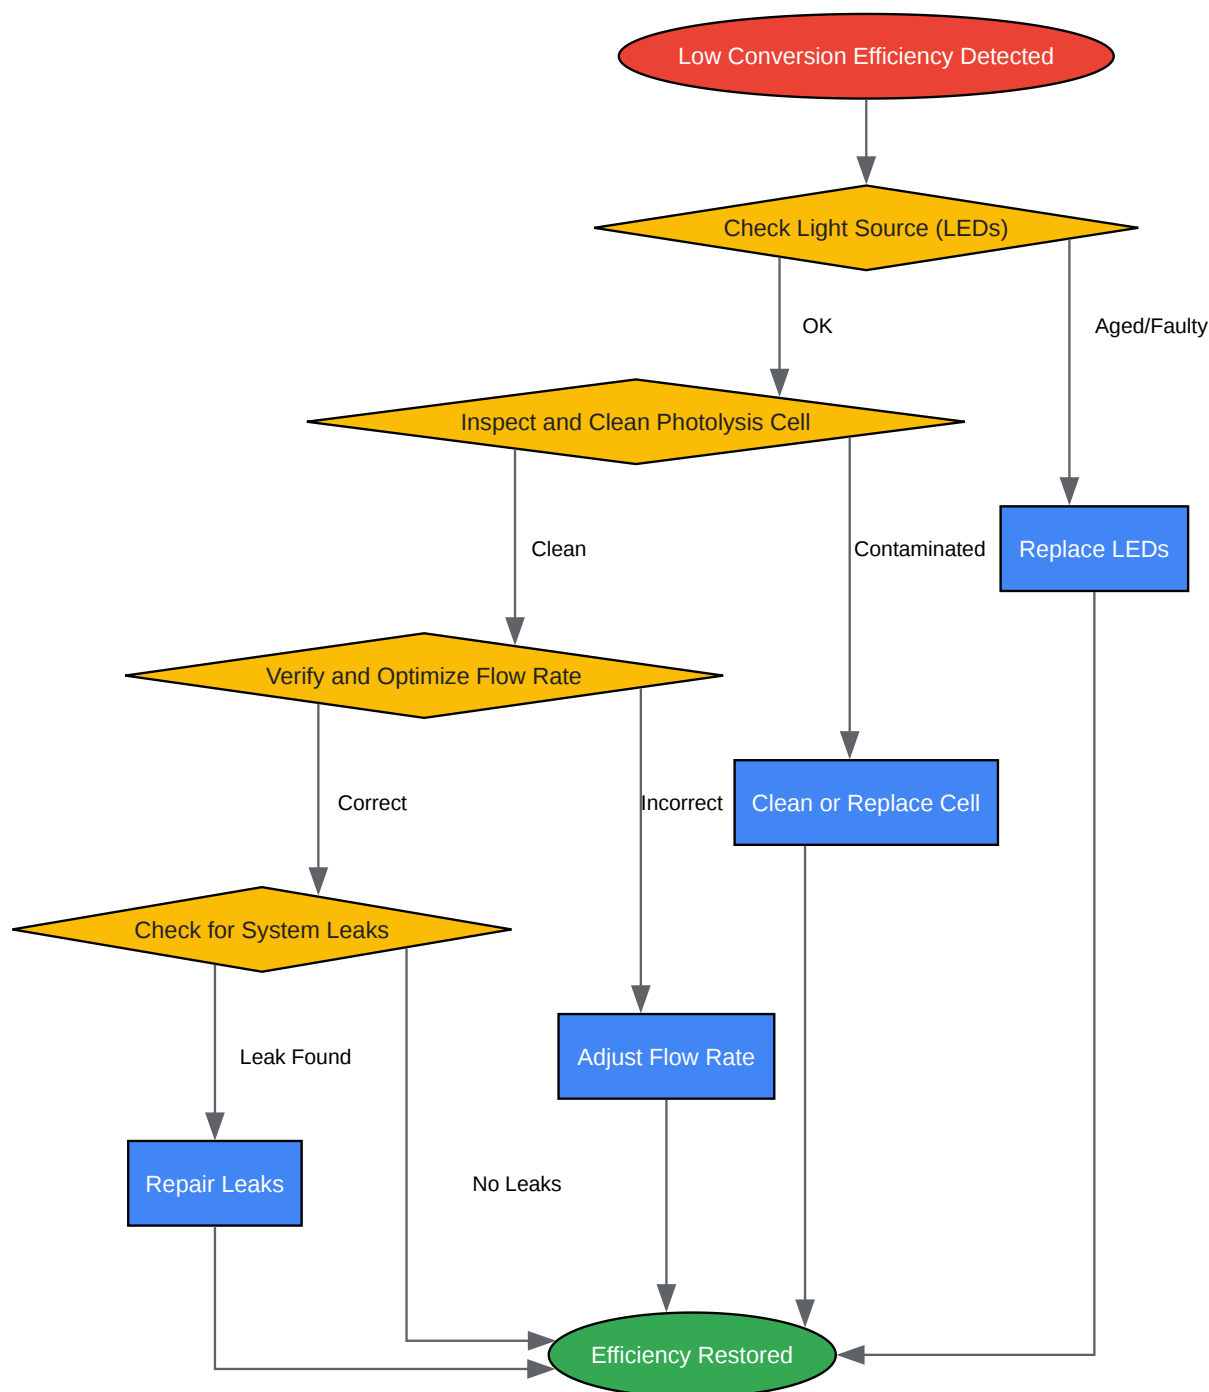 Low Conversion Efficiency Detected
Check Light Source (LEDs)
OK
Aged/Faulty
Inspect and Clean Photolysis Cell
Clean
Contaminated
Replace LEDs
Verify and Optimize Flow Rate
Correct
Incorrect
Clean or Replace Cell
Check for System Leaks
Leak Found
Adjust Flow Rate
Repair Leaks
No Leaks
Efficiency Restored